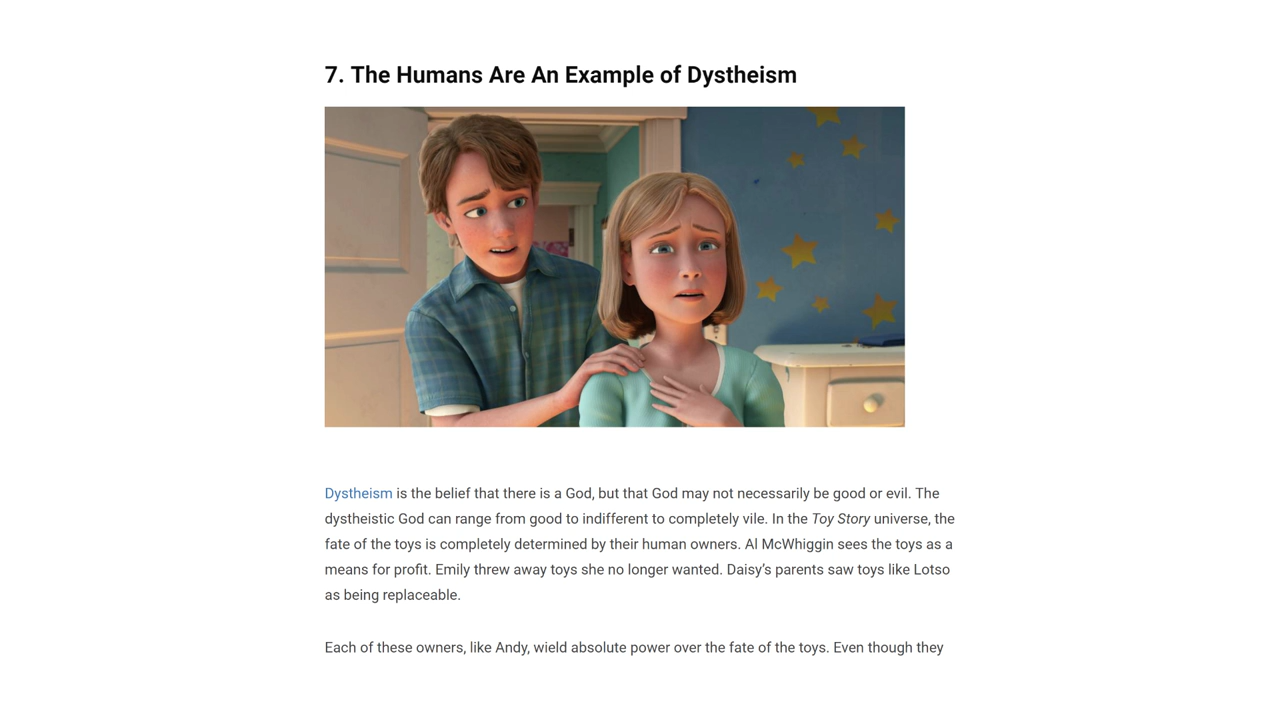 7. The Humans Are An Example of Dystheism
Dystheism is the belief that there is a God, but that God may not necessarily be good or evil. The
dystheistic God can range from good to indifferent to completely vile. In the Toy Story universe, the
fate of the toys is completely determined by their human owners. Al McWhiggin sees the toys as a
means for profit. Emily threw away toys she no longer wanted. Daisy’s parents saw toys like Lotso
as being replaceable.
Each of these owners, like Andy, wield absolute power over the fate of the toys. Even though they